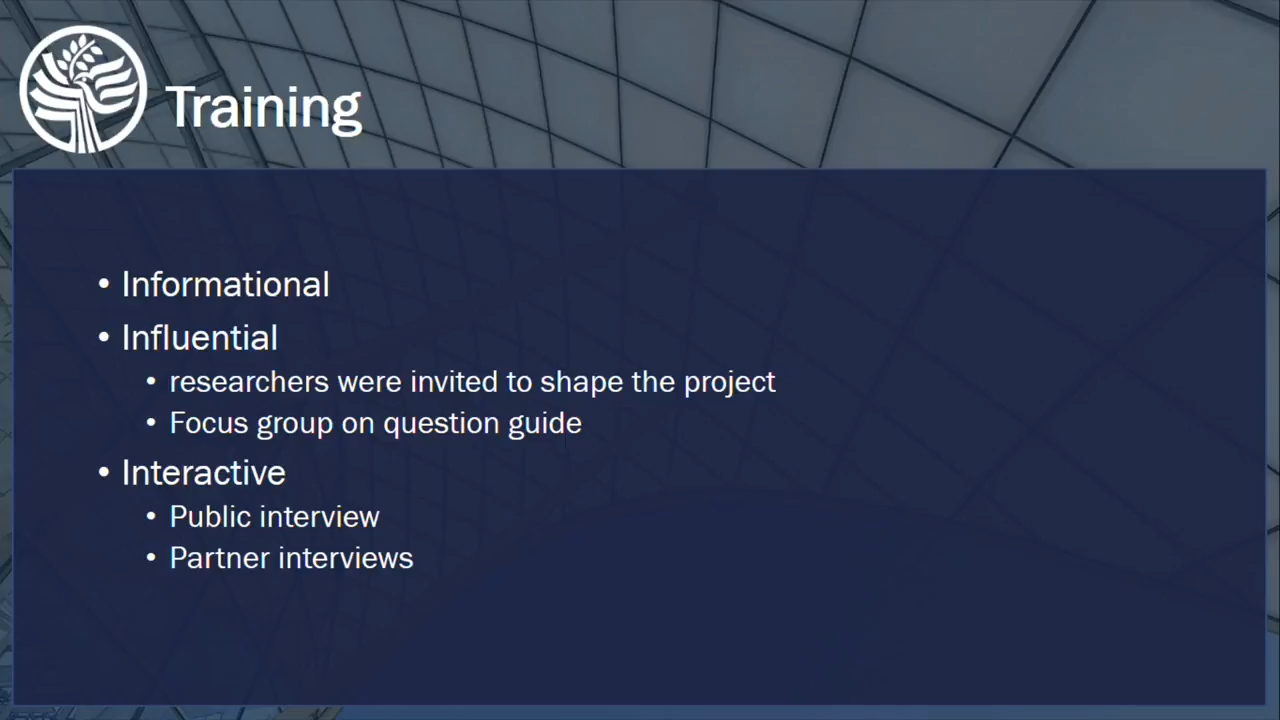 Training
• Informational
• Influential
• researchers were invited to shape the project
• Focus group on question guide
• Interactive
• Public interview
• Partner interviews